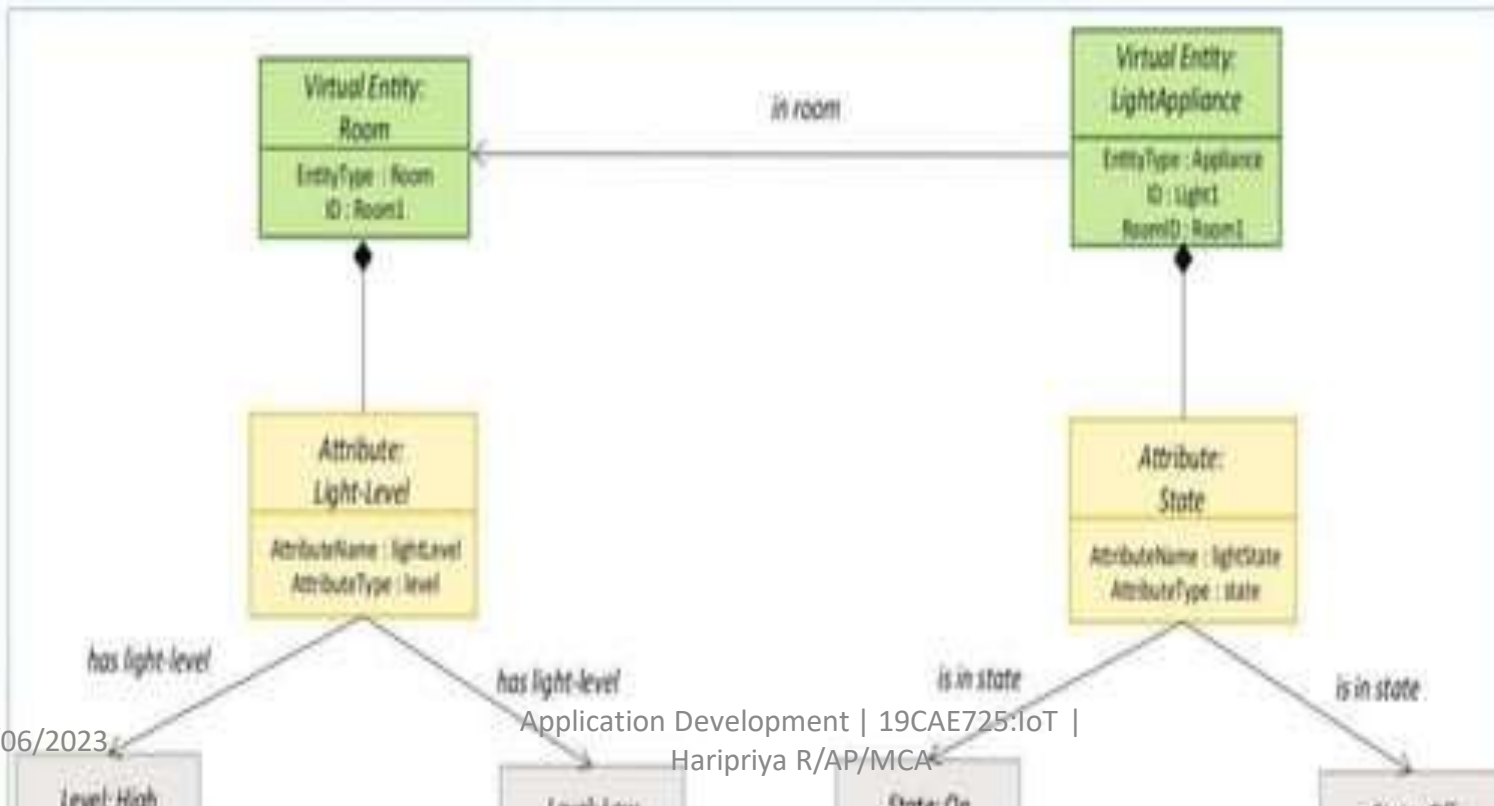 Virtual Entity:
Room
EntityType : Room
ID : Room1
in room
Virtual Entity:
LightAppliance
EntityType : Appliance
ID : Light1
RoomID : Room1
Attribute:
Light-Level
AttributeName : lightLevel
AttributeType : level
Attribute:
State
AttributeName : lightState
AttributeType : state
has light-level
has light-level
is in state
is in state
06/2023
Application Development | 19CAE725:IoT |
Haripriya R/AP/MCA
Level: High
Level: Low
State: On